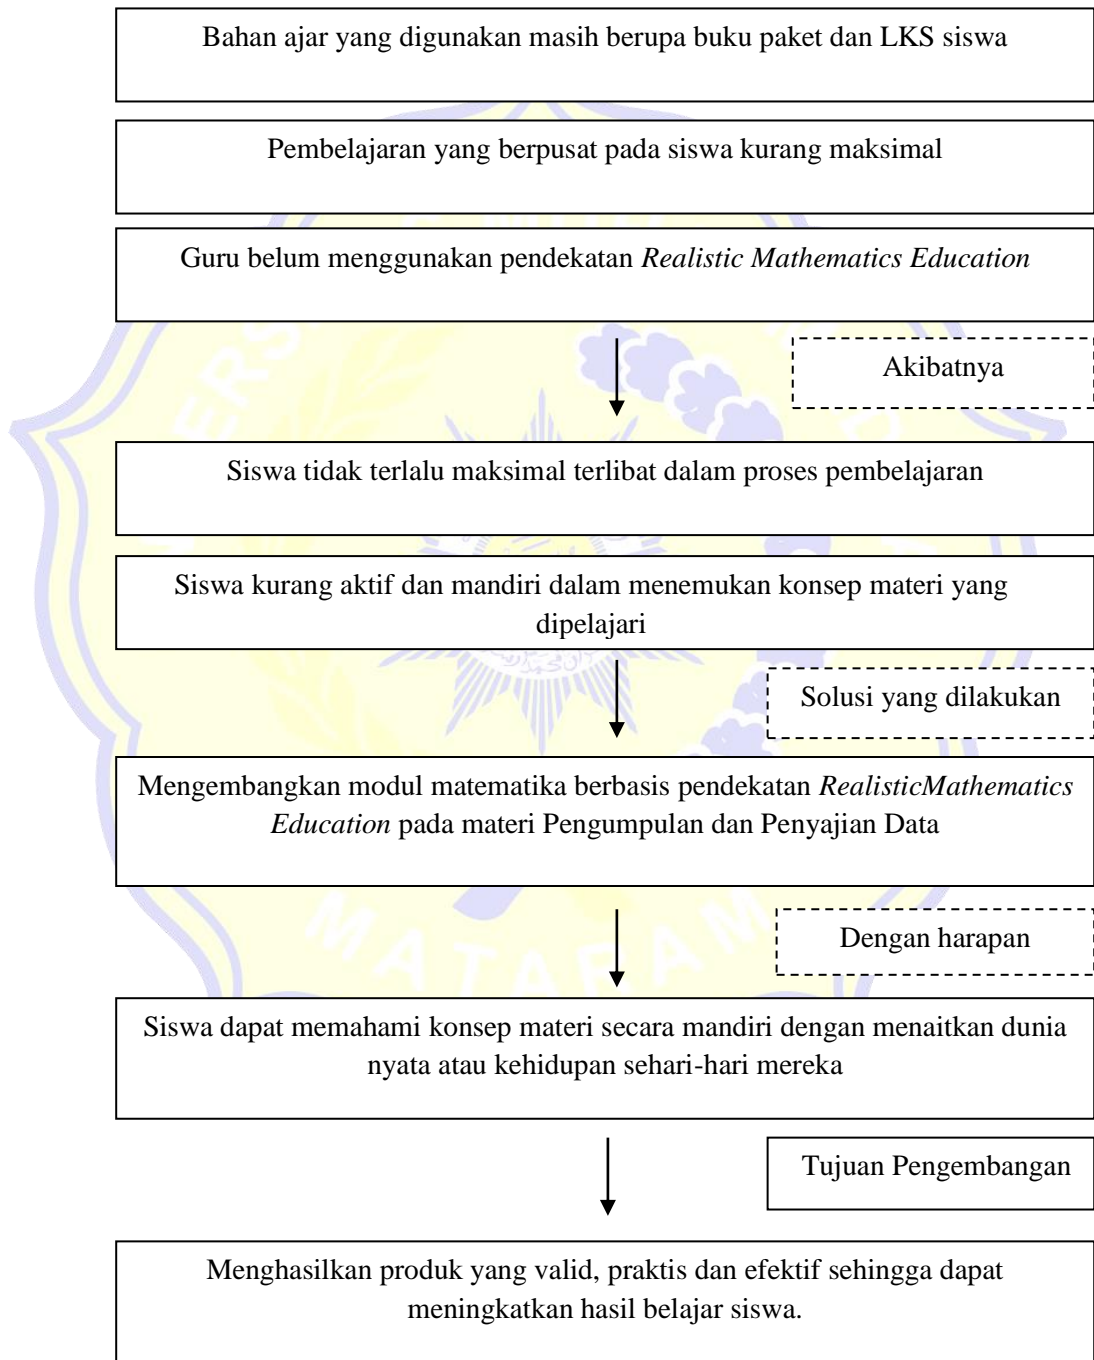 Bahan ajar yang digunakan masih berupa buku paket dan LKS siswa
Pembelajaran yang berpusat pada siswa kurang maksimal
Guru belum menggunakan pendekatan Realistic Mathematics Education
Akibatnya
Siswa tidak terlalu maksimal terlibat dalam proses pembelajaran
Siswa kurang aktif dan mandiri dalam menemukan konsep materi yang
dipelajari
Solusi yang dilakukan
Mengembangkan modul matematika berbasis pendekatan RealisticMathematics
Education pada materi Pengumpulan dan Penyajian Data
MATARAM
Dengan harapan
Siswa dapat memahami konsep materi secara mandiri dengan menaitkan dunia
nyata atau kehidupan sehari-hari mereka
Tujuan Pengembangan
Menghasilkan produk yang valid, praktis dan efektif sehingga dapat
meningkatkan hasil belajar siswa.